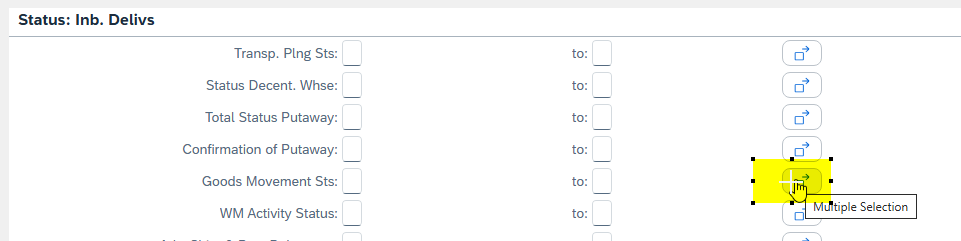 Status: Inb. Delivs
Transp. Plng Sts: to:
Status Decent. Whse: to:
Total Status Putaway: to:
Confirmation of Putaway: to:
Goods Movement Sts: to:
WM Activity Status: to:
Multiple Selection